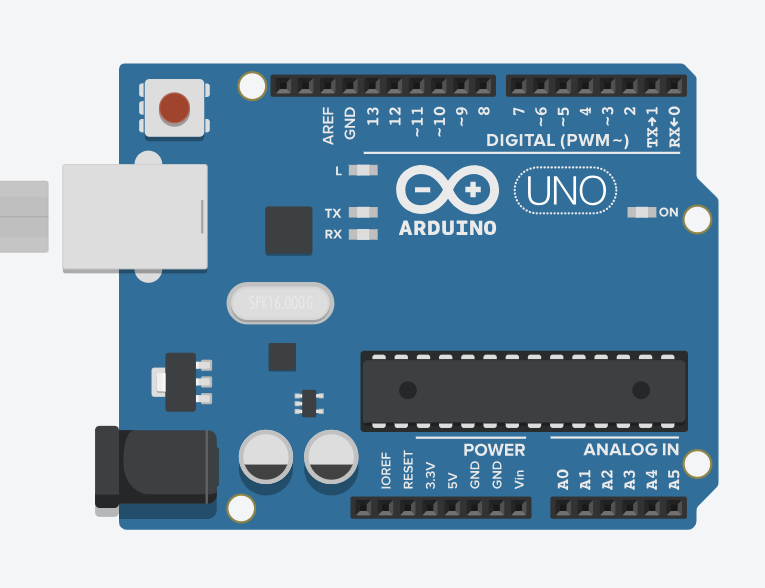 AREF
GND
13
12
~11
~10
~9
8
7
~6
~5
4
~3
2
TX→1
RX←0
DIGITAL (PWM~)
L
TX
RX
ARDUINO
UNO
ON
SPK16.000G
POWER
ANALOG IN
IOREF
RESET
3.3V
5V
GND
GND
Vin
A0
A1
A2
A3
A4
A5